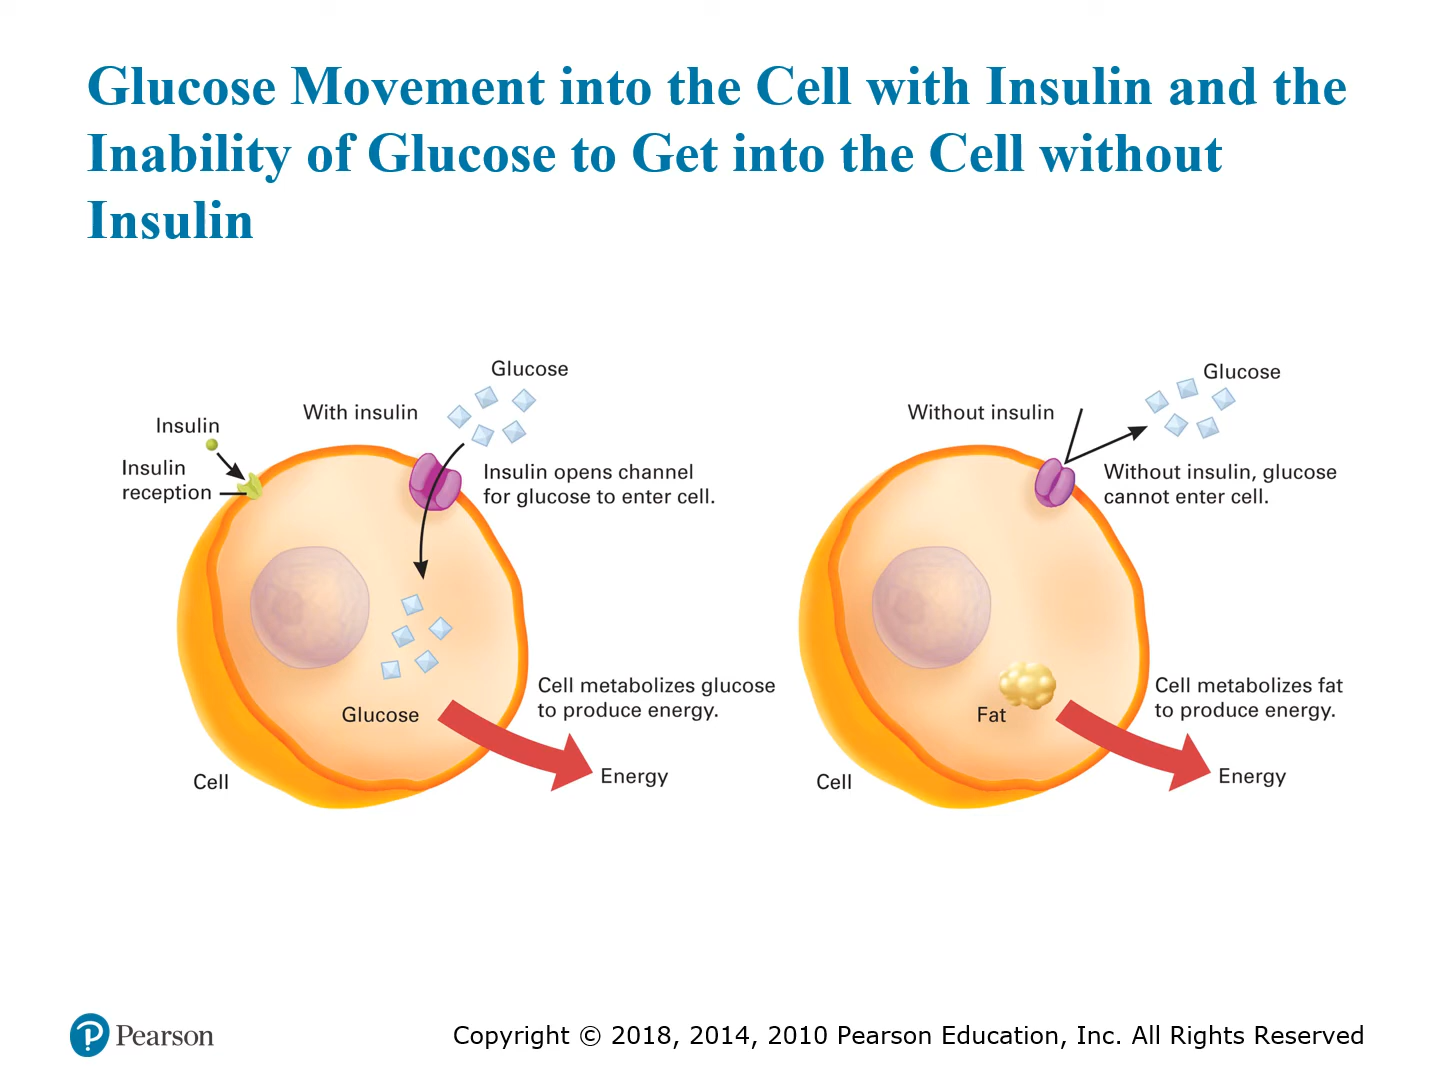 Glucose Movement into the Cell with Insulin and the
Inability of Glucose to Get into the Cell without
Insulin
Glucose
With insulin
Insulin
Insulin
reception
Insulin opens channel
for glucose to enter cell.
Glucose
Cell metabolizes glucose
to produce energy.
Energy
Cell
Glucose
Without insulin
Without insulin, glucose
cannot enter cell.
Fat
Cell metabolizes fat
to produce energy.
Energy
Cell
Pearson
Copyright © 2018, 2014, 2010 Pearson Education, Inc. All Rights Reserved